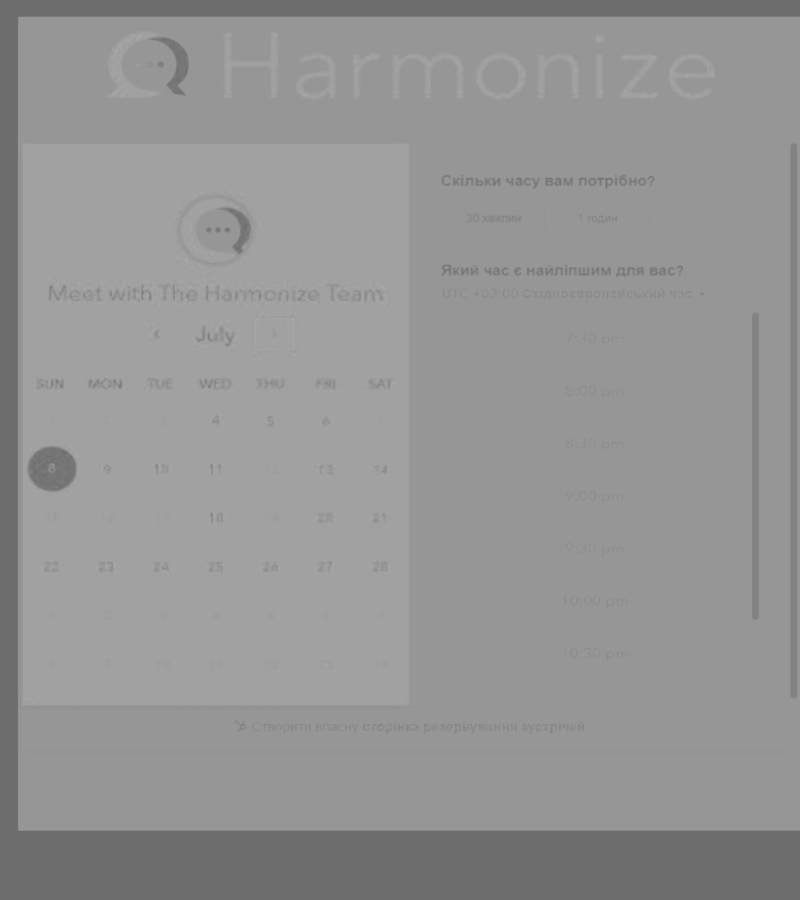 Harmonize
Meet with The Harmonize Team
July
SUN MON TUE WED THU FRI SAT
1 2 3 4 5 6 7
8 9 10 11 12 13 14
15 16 17 18 19 20 21
22 23 24 25 26 27 28
1 2 3 4 5 6 7
8 9 10 11 12 13 14
Скільки часу вам потрібно?
30 хвилин 1 годин
Який час є найліпшим для вас?
UTC +03:00 Східноєвропейський час
7:30 pm
8:00 pm
8:30 pm
9:00 pm
9:30 pm
10:00 pm
10:30 pm
Створити власну сторінка резервування зустрічей